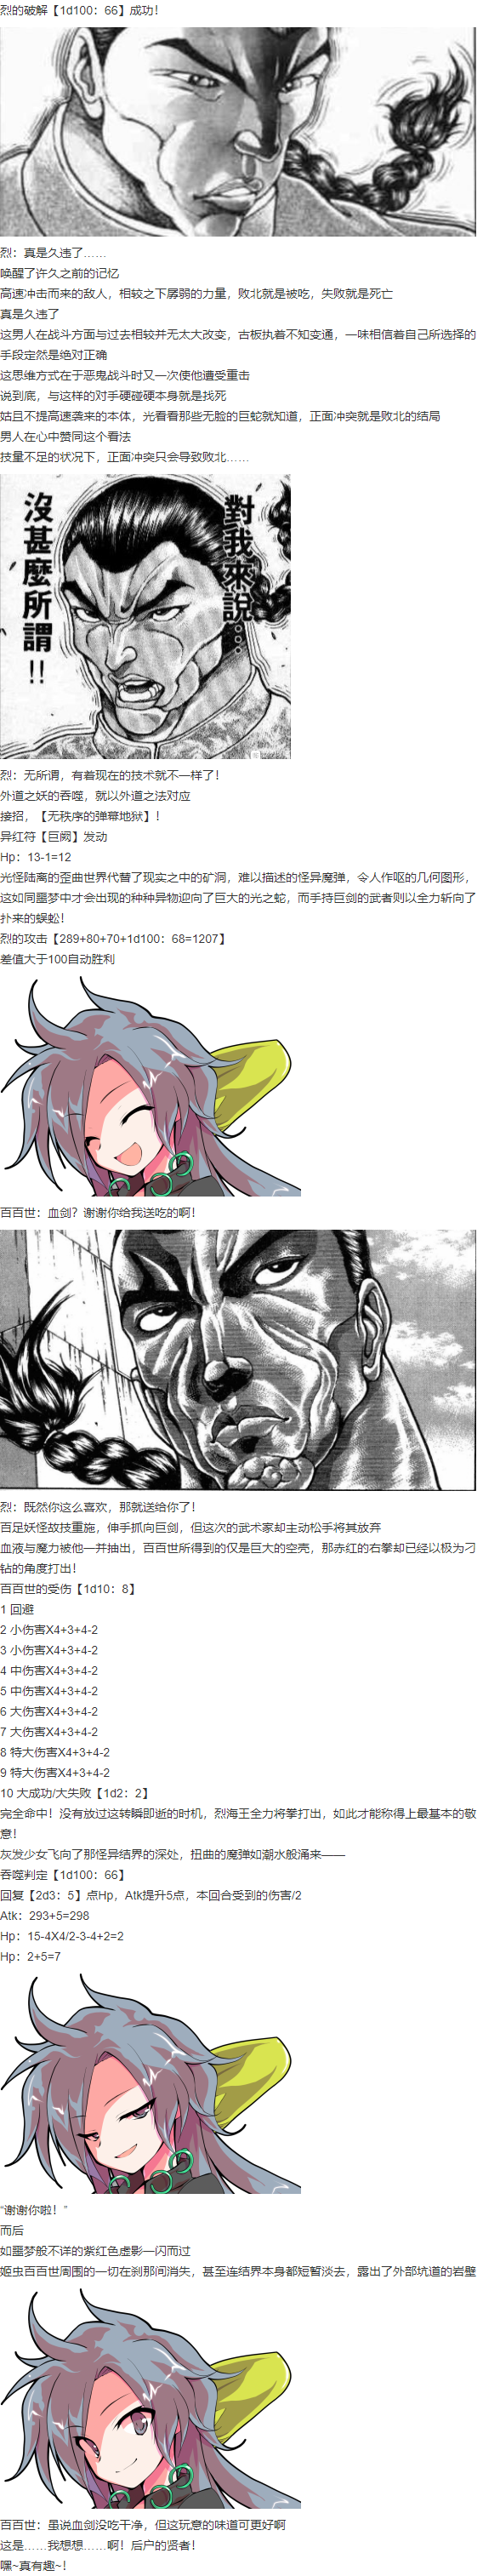 烈的破解【1d100：66】成功！
烈：真是久违了……
唤醒了许久之前的记忆
高速冲击而来的敌人，相较之下孱弱的力量，败北就是被吃，失败就是死亡
真是久违了
这男人在战斗方面与过去相较并无太大改变，古板执着不知变通，一味相信着自己所选择的
手段定然是绝对正确
这思维方式在于恶鬼战斗时又一次使他遭受重击
说到底，与这样的对手硬碰硬本身就是找死
姑且不提高速袭来的本体，光看看那些无脸的巨蛇就知道，正面冲突就是败北的结局
男人在心中赞同这个看法
技量不足的状况下，正面冲突只会导致败北……
對我來說…
沒甚麼所謂!!
烈：无所谓，有着现在的技术就不一样了！
外道之妖的吞噬，就以外道之法对应
接招，【无秩序的弹幕地狱】！
异红符【巨阙】发动
Hp：13-1=12
光怪陆离的歪曲世界代替了现实之中的矿洞，难以描述的怪异魔弹，令人作呕的几何图形，
这如同噩梦中才会出现的种种异物迎向了巨大的光之蛇，而手持巨剑的武者则以全力斩向了
扑来的蜈蚣！
烈的攻击【289+80+70+1d100：68=1207】
差值大于100自动胜利
百百世：血剑？谢谢你给我送吃的啊！
烈：既然你这么喜欢，那就送给你了！
百足妖怪故技重施，伸手抓向巨剑，但这次的武术家却主动松手将其放弃
血液与魔力被他一并抽出，百百世所得到的仅是巨大的空壳，那赤红的右拳却已经以极为刁
钻的角度打出！
百百世的受伤【1d10：8】
1 回避
2 小伤害X4+3+4-2
3 小伤害X4+3+4-2
4 中伤害X4+3+4-2
5 中伤害X4+3+4-2
6 大伤害X4+3+4-2
7 大伤害X4+3+4-2
8 特大伤害X4+3+4-2
9 特大伤害X4+3+4-2
10 大成功/大失败【1d2：2】
完全命中！没有放过这转瞬即逝的时机，烈海王全力将拳打出，如此才能称得上最基本的敬
意！
灰发少女飞向了那怪异结界的深处，扭曲的魔弹如潮水般涌来——
吞噬判定【1d100：66】
回复【2d3：5】点Hp，Atk提升5点，本回合受到的伤害/2
Atk：293+5=298
Hp：15-4X4/2-3-4+2=2
Hp：2+5=7
“谢谢你啦！”
而后
如噩梦般不详的紫红色虚影一闪而过
姬虫百百世周围的一切在刹那间消失，甚至连结界本身都短暂淡去，露出了外部坑道的岩壁
百百世：虽说血剑没吃干净，但这玩意的味道可更好啊
这是……我想想……啊！后户的贤者！
嘿~真有趣~！